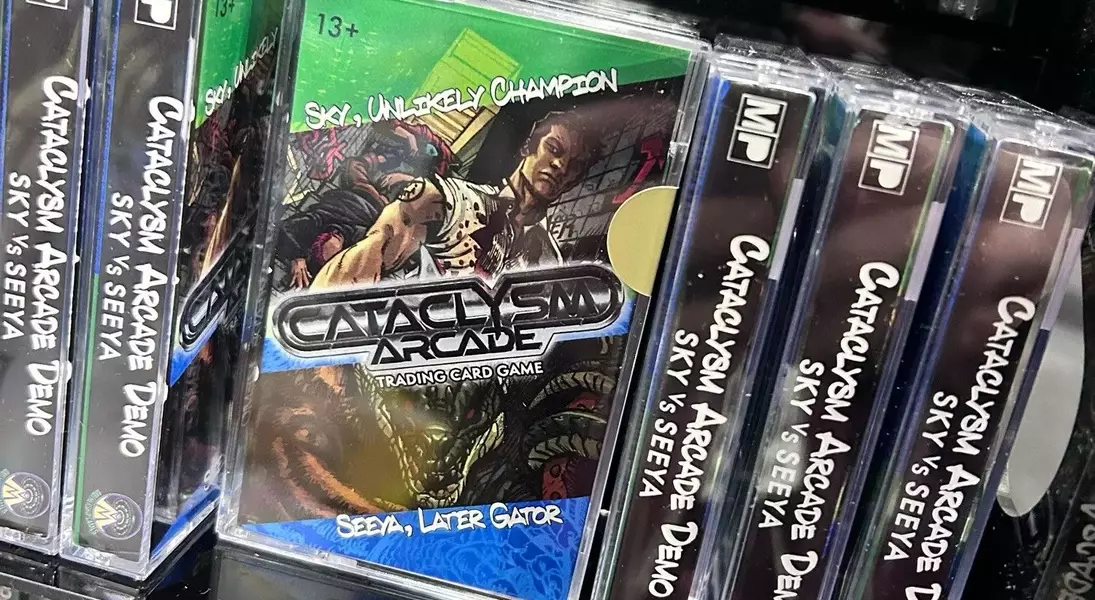 CATACLYSM ARCADE DEMO
SKY VS SEEYA
CATACLYSM ARCADE DEMO
SKY VS SEEYA
13+
SKY, UNLIKELY
13+
SKY, UNLIKELY CHAMPION
CATACLYSM
ARCADE
TRADING CARD GAME
SEEYA, LATER GATOR
MP
CATACLYSM ARCADE DEMO
SKY VS SEEYA
MP
CATACLYSM ARCADE DEM
SKY VS SEEYA
MP
CATACLYSM ARCADE
SKY VS SEEYA